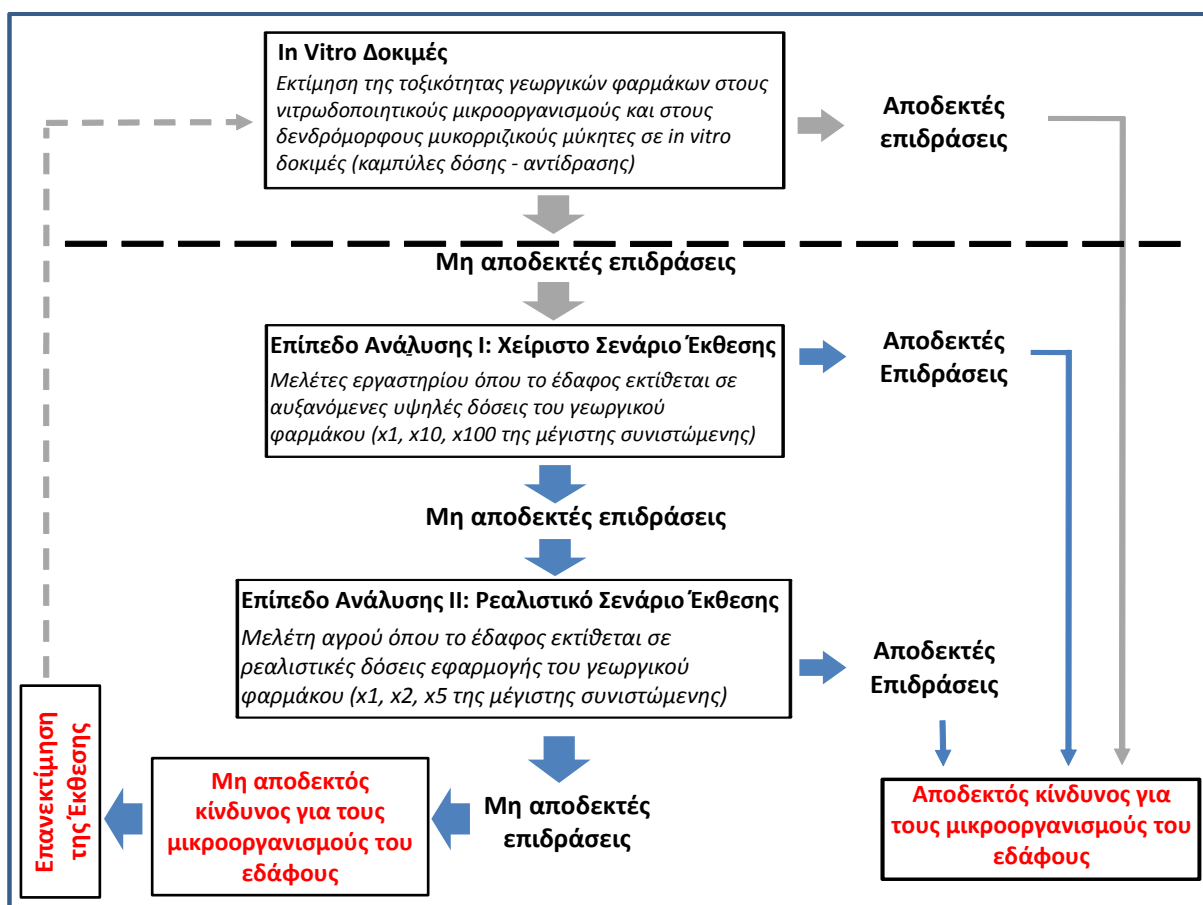 In Vitro Δοκιμές
Εκτίμηση της τοξικότητας γεωργικών φαρμάκων στους
νιτρωδοποιητικούς μικροοργανισμούς και στους
δενδρόμορφους μυκορριζικούς μύκητες σε in vitro
δοκιμές (καμπύλες δόσης - αντίδρασης)
Αποδεκτές
επιδράσεις
Μη αποδεκτές επιδράσεις
Επίπεδο Ανάλυσης Ι: Χείριστο Σενάριο Έκθεσης
Μελέτες εργαστηρίου όπου το έδαφος εκτίθεται σε
αυξανόμενες υψηλές δόσεις του γεωργικού
φαρμάκου (x1, x10, x100 της μέγιστης συνιστώμενης)
Αποδεκτές
Επιδράσεις
Μη αποδεκτές επιδράσεις
Επίπεδο Ανάλυσης ΙΙ: Ρεαλιστικό Σενάριο Έκθεσης
Μελέτη αγρού όπου το έδαφος εκτίθεται σε
ρεαλιστικές δόσεις εφαρμογής του γεωργικού
φαρμάκου (x1, x2, x5 της μέγιστης συνιστώμενης)
Αποδεκτές
Επιδράσεις
Μη αποδεκτές
επιδράσεις
Μη αποδεκτός
κίνδυνος για τους
μικροοργανισμούς του
εδάφους
Επανεκτίμηση
της Έκθεσης
Αποδεκτός κίνδυνος για
τους μικροοργανισμούς του
εδάφους